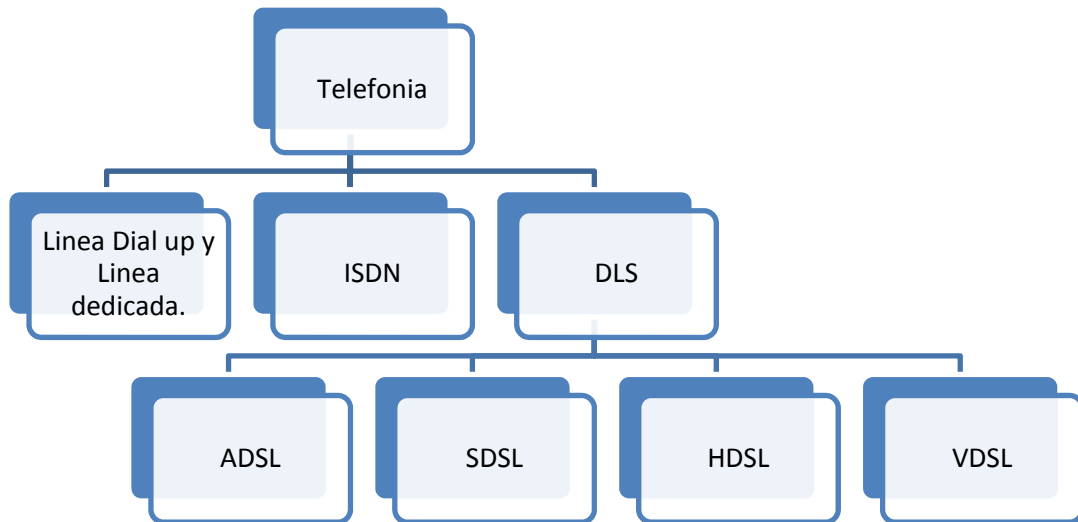 Telefonia
Linea Dial up y
Linea
dedicada.
ISDN
DLS
ADSL
SDSL
HDSL
VDSL